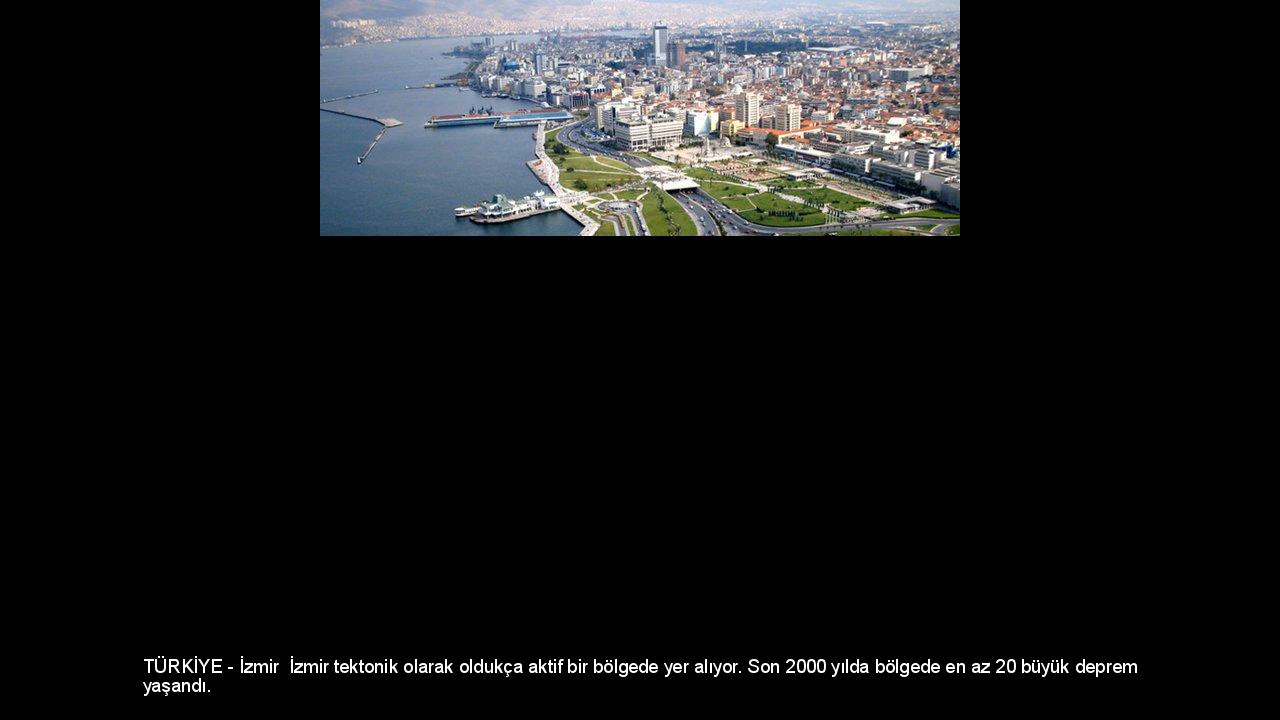 TÜRKİYE - İzmir  İzmir tektonik olarak oldukça aktif bir bölgede yer alıyor. Son 2000 yılda bölgede en az 20 büyük deprem
yaşandı.